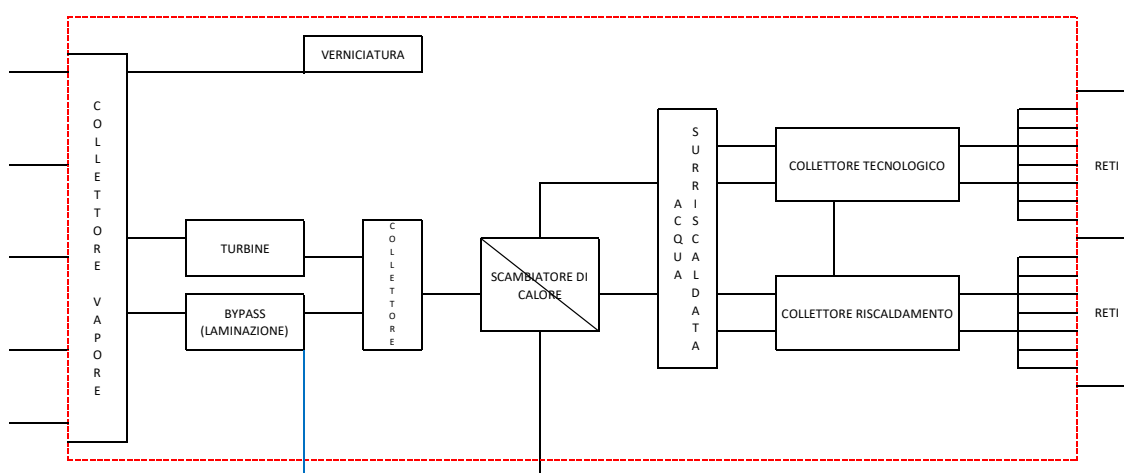 VERNICIATURA
COLLETTORE VAPORE
TURBINE
BYPASS
(LAMINAZIONE)
COLLETTORE
SCAMBIATORE DI
CALORE
ACQUA
SURRISCALDATA
COLLETTORE TECNOLOGICO
COLLETTORE RISCALDAMENTO
RETI
RETI